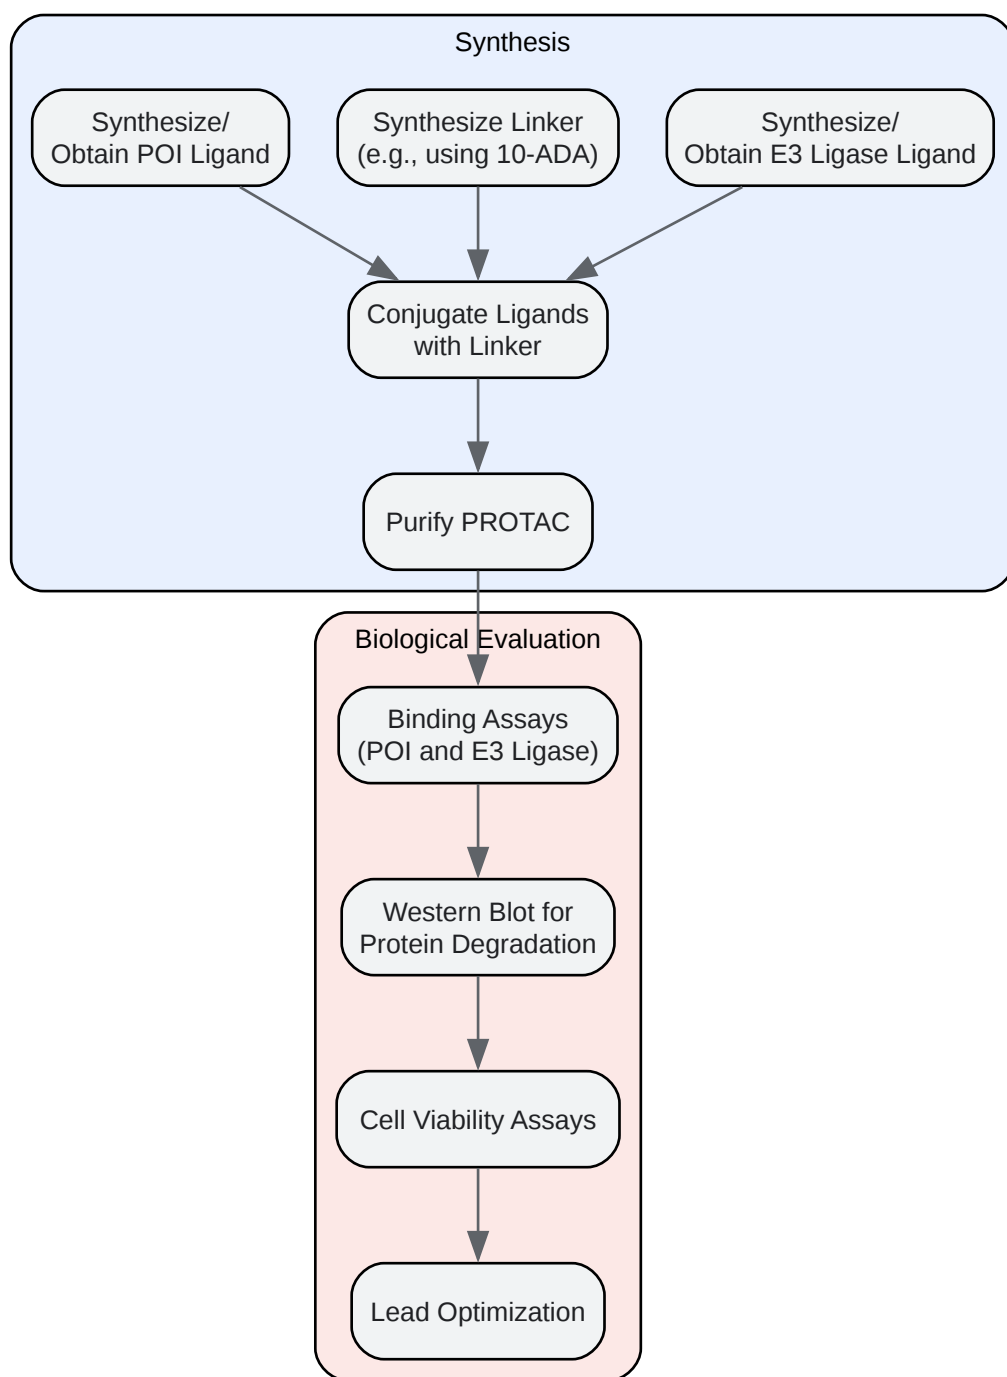 Synthesis
Synthesize/
Obtain POI Ligand
Synthesize Linker
(e.g., using 10-ADA)
Synthesize/
Obtain E3 Ligase Ligand
Conjugate Ligands
with Linker
Purify PROTAC
Biological Evaluation
Binding Assays
(POI and E3 Ligase)
Western Blot for
Protein Degradation
Cell Viability Assays
Lead Optimization